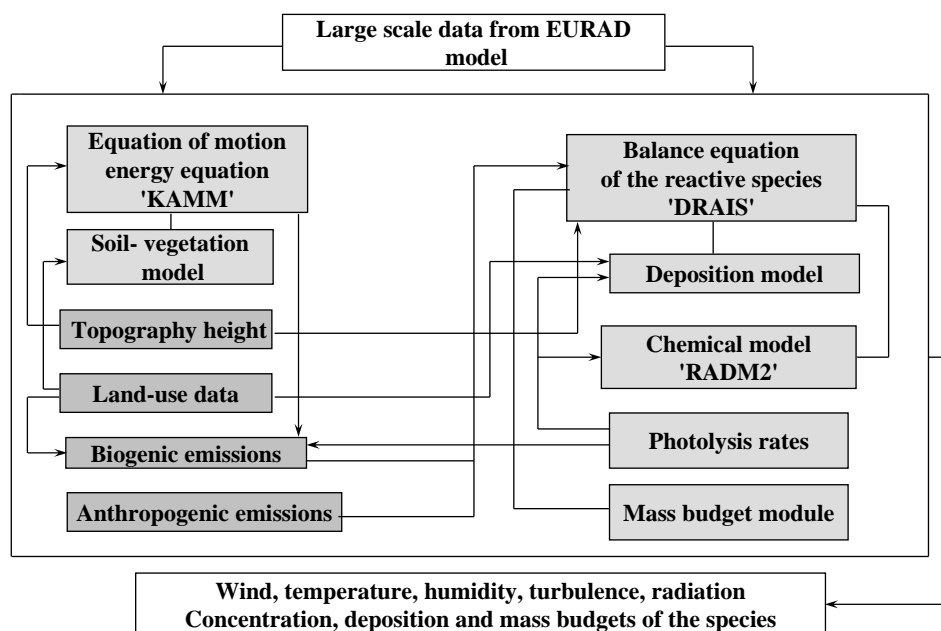 Large scale data from EURAD
model
Equation of motion
energy equation
'KAMM'
Soil- vegetation
model
Topography height
Land-use data
Biogenic emissions
Anthropogenic emissions
Balance equation
of the reactive species
'DRAIS'
Deposition model
Chemical model
'RADM2'
Photolysis rates
Mass budget module
Wind, temperature, humidity, turbulence, radiation
Concentration, deposition and mass budgets of the species